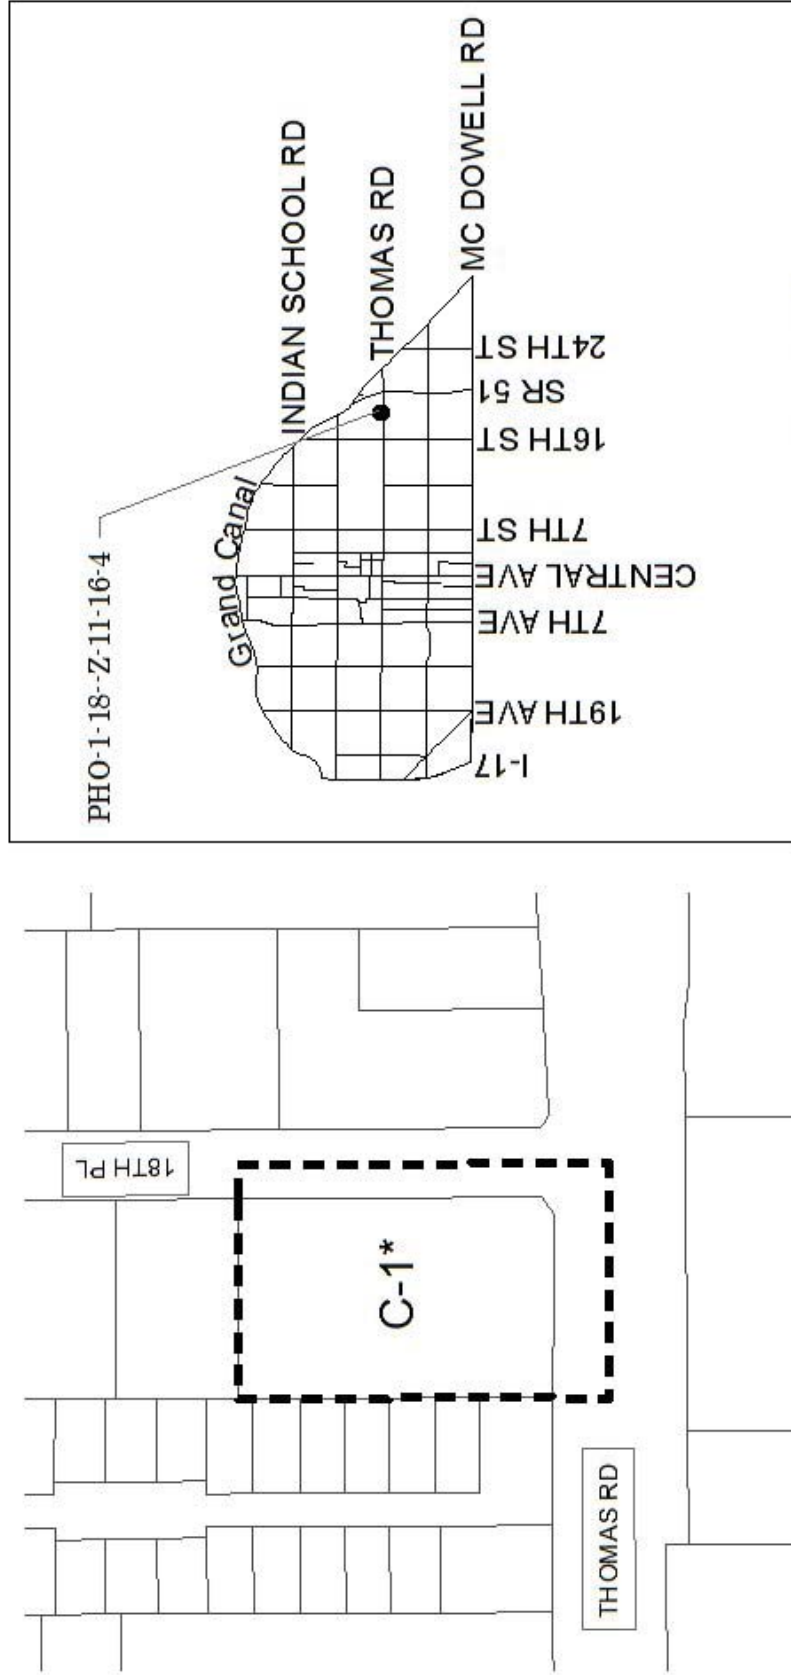 PHO-1-18--Z-11-16-4
Grand Canal
INDIAN SCHOOL RD
THOMAS RD
MC DOWELL RD
I-17
19TH AVE
7TH AVE
CENTRAL AVE
7TH ST
16TH ST
SR 51
24TH ST
18TH PL
C-1*
THOMAS RD